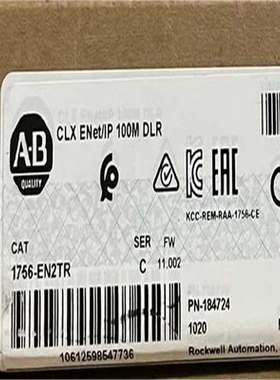 CLX ENet/IP 100M DLR
A-B
QUALITY
KCC-REM-RAA-1756-CE
CAT
SER
FW
1756-EN2TR
C
11.002
PN-184724
1020
10612598547736
Rockwell Automation,